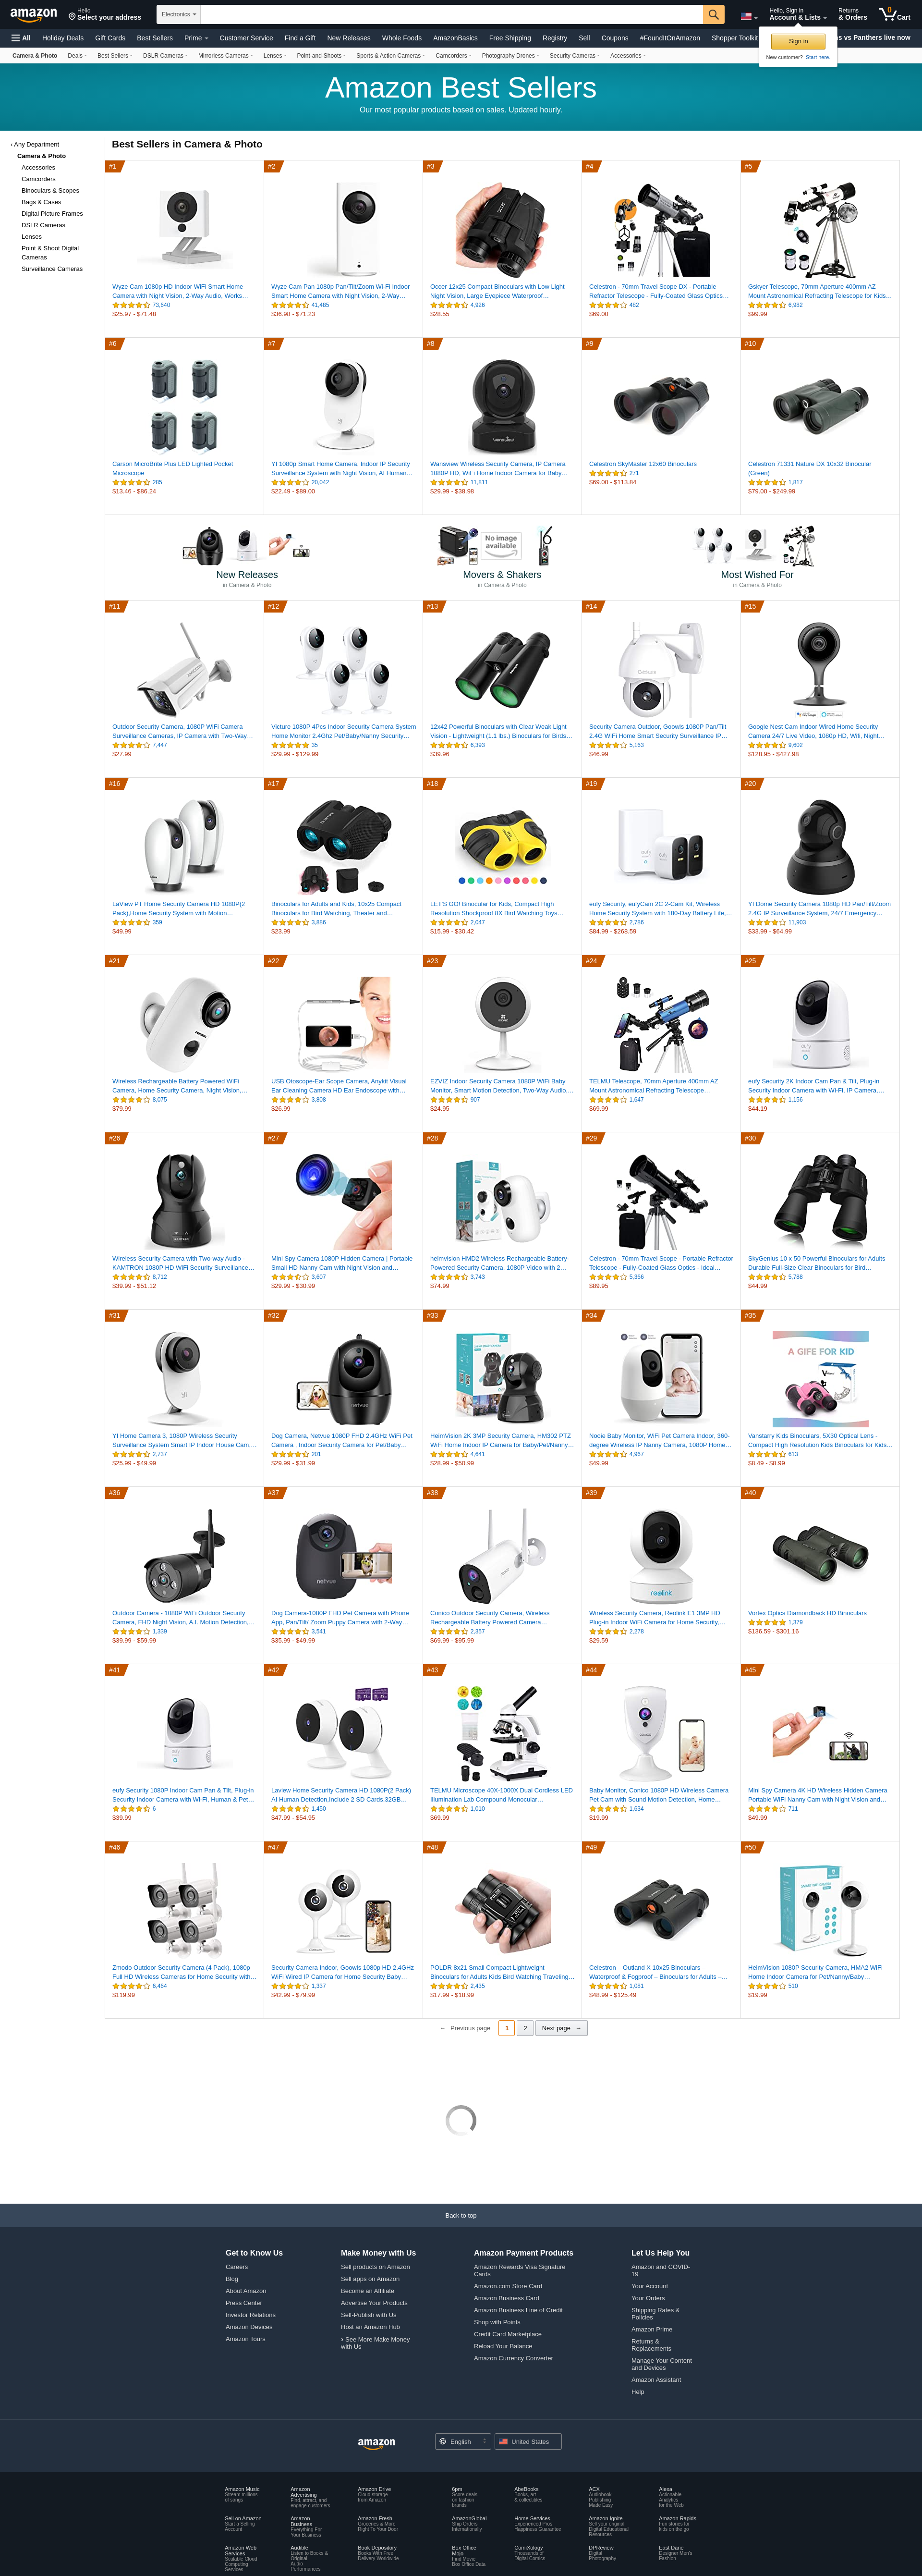 amazon
Hello
Select your address
Electronics
Hello, Sign in
Account & Lists
Returns
& Orders
0
Cart
All
Holiday Deals
Gift Cards
Best Sellers
Prime
Customer Service
Find a Gift
New Releases
Whole Foods
AmazonBasics
Free Shipping
Registry
Sell
Coupons
#FoundItOnAmazon
Shopper Toolkit
vs Panthers live now
Sign in
New customer? Start here.
Camera & Photo
Deals
Best Sellers
DSLR Cameras
Mirrorless Cameras
Lenses
Point-and-Shoots
Sports & Action Cameras
Camcorders
Photography Drones
Security Cameras
Accessories
Amazon Best Sellers
Our most popular products based on sales. Updated hourly.
‹ Any Department
Camera & Photo
Accessories
Camcorders
Binoculars & Scopes
Bags & Cases
Digital Picture Frames
DSLR Cameras
Lenses
Point & Shoot Digital
Cameras
Surveillance Cameras
Best Sellers in Camera & Photo
#1
Wyze Cam 1080p HD Indoor WiFi Smart Home
Camera with Night Vision, 2-Way Audio, Works…
73,640
$25.97 - $71.48
#2
Wyze Cam Pan 1080p Pan/Tilt/Zoom Wi-Fi Indoor
Smart Home Camera with Night Vision, 2-Way…
41,485
$36.98 - $71.23
#3
Occer 12x25 Compact Binoculars with Low Light
Night Vision, Large Eyepiece Waterproof…
4,926
$28.55
#4
Celestron - 70mm Travel Scope DX - Portable
Refractor Telescope - Fully-Coated Glass Optics…
482
$69.00
#5
Gskyer Telescope, 70mm Aperture 400mm AZ
Mount Astronomical Refracting Telescope for Kids…
6,982
$99.99
#6
Carson MicroBrite Plus LED Lighted Pocket
Microscope
285
$13.46 - $86.24
#7
YI 1080p Smart Home Camera, Indoor IP Security
Surveillance System with Night Vision, AI Human…
20,042
$22.49 - $89.00
#8
Wansview Wireless Security Camera, IP Camera
1080P HD, WiFi Home Indoor Camera for Baby…
11,811
$29.99 - $38.98
#9
Celestron SkyMaster 12x60 Binoculars
271
$69.00 - $113.84
#10
Celestron 71331 Nature DX 10x32 Binocular
(Green)
1,817
$79.00 - $249.99
New Releases
in Camera & Photo
No image
available
Movers & Shakers
in Camera & Photo
Most Wished For
in Camera & Photo
#11
Outdoor Security Camera, 1080P WiFi Camera
Surveillance Cameras, IP Camera with Two-Way…
7,447
$27.99
#12
Victure 1080P 4Pcs Indoor Security Camera System
Home Monitor 2.4Ghz Pet/Baby/Nanny Security…
35
$29.99 - $129.99
#13
12x42 Powerful Binoculars with Clear Weak Light
Vision - Lightweight (1.1 lbs.) Binoculars for Birds…
6,393
$39.96
#14
Security Camera Outdoor, Goowls 1080P Pan/Tilt
2.4G WiFi Home Smart Security Surveillance IP…
5,163
$46.99
#15
Google Nest Cam Indoor Wired Home Security
Camera 24/7 Live Video, 1080p HD, Wifi, Night…
9,602
$128.95 - $427.98
#16
LaView PT Home Security Camera HD 1080P(2
Pack),Home Security System with Motion…
359
$49.99
#17
Binoculars for Adults and Kids, 10x25 Compact
Binoculars for Bird Watching, Theater and…
3,886
$23.99
#18
LET'S GO! Binocular for Kids, Compact High
Resolution Shockproof 8X Bird Watching Toys…
2,047
$15.99 - $30.42
#19
eufy Security, eufyCam 2C 2-Cam Kit, Wireless
Home Security System with 180-Day Battery Life,…
2,786
$84.99 - $268.59
#20
YI Dome Security Camera 1080p HD Pan/Tilt/Zoom
2.4G IP Surveillance System, 24/7 Emergency…
11,903
$33.99 - $64.99
#21
Wireless Rechargeable Battery Powered WiFi
Camera, Home Security Camera, Night Vision,…
8,075
$79.99
#22
USB Otoscope-Ear Scope Camera, Anykit Visual
Ear Cleaning Camera HD Ear Endoscope with…
3,808
$26.99
#23
EZVIZ Indoor Security Camera 1080P WiFi Baby
Monitor, Smart Motion Detection, Two-Way Audio,…
907
$24.95
#24
TELMU Telescope, 70mm Aperture 400mm AZ
Mount Astronomical Refracting Telescope…
1,647
$69.99
#25
eufy Security 2K Indoor Cam Pan & Tilt, Plug-in
Security Indoor Camera with Wi-Fi, IP Camera,…
1,156
$44.19
#26
Wireless Security Camera with Two-way Audio -
KAMTRON 1080P HD WiFi Security Surveillance…
8,712
$39.99 - $51.12
#27
Mini Spy Camera 1080P Hidden Camera | Portable
Small HD Nanny Cam with Night Vision and…
3,607
$29.99 - $30.99
#28
heimvision HMD2 Wireless Rechargeable Battery-
Powered Security Camera, 1080P Video with 2…
3,743
$74.99
#29
Celestron - 70mm Travel Scope - Portable Refractor
Telescope - Fully-Coated Glass Optics - Ideal…
5,366
$89.95
#30
SkyGenius 10 x 50 Powerful Binoculars for Adults
Durable Full-Size Clear Binoculars for Bird…
5,788
$44.99
#31
YI Home Camera 3, 1080P Wireless Security
Surveillance System Smart IP Indoor House Cam,…
2,737
$25.99 - $49.99
#32
netvue
Dog Camera, Netvue 1080P FHD 2.4GHz WiFi Pet
Camera , Indoor Security Camera for Pet/Baby…
201
$29.99 - $31.99
#33
HeimVision 2K 3MP Security Camera, HM302 PTZ
WiFi Home Indoor IP Camera for Baby/Pet/Nanny…
4,641
$28.99 - $50.99
#34
Nooie Baby Monitor, WiFi Pet Camera Indoor, 360-
degree Wireless IP Nanny Camera, 1080P Home…
4,967
$49.99
#35
A GIFE FOR KID
Vanstarry Kids Binoculars, 5X30 Optical Lens -
Compact High Resolution Kids Binoculars for Kids…
613
$8.49 - $8.99
#36
Outdoor Camera - 1080P WiFi Outdoor Security
Camera, FHD Night Vision, A.I. Motion Detection,…
1,339
$39.99 - $59.99
#37
netvue
Dog Camera-1080P FHD Pet Camera with Phone
App, Pan/Tilt/ Zoom Puppy Camera with 2-Way…
3,541
$35.99 - $49.99
#38
Conico Outdoor Security Camera, Wireless
Rechargeable Battery Powered Camera…
2,357
$69.99 - $95.99
#39
reolink
Wireless Security Camera, Reolink E1 3MP HD
Plug-in Indoor WiFi Camera for Home Security,…
2,278
$29.59
#40
Vortex Optics Diamondback HD Binoculars
1,379
$136.59 - $301.16
#41
eufy Security 1080P Indoor Cam Pan & Tilt, Plug-in
Security Indoor Camera with Wi-Fi, Human & Pet…
6
$39.99
#42
Laview Home Security Camera HD 1080P(2 Pack)
AI Human Detection,Include 2 SD Cards,32GB…
1,450
$47.99 - $54.95
#43
TELMU Microscope 40X-1000X Dual Cordless LED
Illumination Lab Compound Monocular…
1,010
$69.99
#44
Baby Monitor, Conico 1080P HD Wireless Camera
Pet Cam with Sound Motion Detection, Home…
1,634
$19.99
#45
Mini Spy Camera 4K HD Wireless Hidden Camera
Portable WiFi Nanny Cam with Night Vision and…
711
$49.99
#46
Zmodo Outdoor Security Camera (4 Pack), 1080p
Full HD Wireless Cameras for Home Security with…
6,464
$119.99
#47
Security Camera Indoor, Goowls 1080p HD 2.4GHz
WiFi Wired IP Camera for Home Security Baby…
1,337
$42.99 - $79.99
#48
POLDR 8x21 Small Compact Lightweight
Binoculars for Adults Kids Bird Watching Traveling…
2,435
$17.99 - $18.99
#49
Celestron – Outland X 10x25 Binoculars –
Waterproof & Fogproof – Binoculars for Adults –…
1,081
$48.99 - $125.49
#50
HeimVision 1080P Security Camera, HMA2 WiFi
Home Indoor Camera for Pet/Nanny/Baby…
510
$19.99
← Previous page
1
2
Next page →
Back to top
Get to Know Us
Careers
Blog
About Amazon
Press Center
Investor Relations
Amazon Devices
Amazon Tours
Make Money with Us
Sell products on Amazon
Sell apps on Amazon
Become an Affiliate
Advertise Your Products
Self-Publish with Us
Host an Amazon Hub
› See More Make Money
with Us
Amazon Payment Products
Amazon Rewards Visa Signature
Cards
Amazon.com Store Card
Amazon Business Card
Amazon Business Line of Credit
Shop with Points
Credit Card Marketplace
Reload Your Balance
Amazon Currency Converter
Let Us Help You
Amazon and COVID-
19
Your Account
Your Orders
Shipping Rates &
Policies
Amazon Prime
Returns &
Replacements
Manage Your Content
and Devices
Amazon Assistant
Help
amazon
English
United States
Amazon Music
Stream millions
of songs
Amazon
Advertising
Find, attract, and
engage customers
Amazon Drive
Cloud storage
from Amazon
6pm
Score deals
on fashion
brands
AbeBooks
Books, art
& collectibles
ACX
Audiobook
Publishing
Made Easy
Alexa
Actionable
Analytics
for the Web
Sell on Amazon
Start a Selling
Account
Amazon
Business
Everything For
Your Business
Amazon Fresh
Groceries & More
Right To Your Door
AmazonGlobal
Ship Orders
Internationally
Home Services
Experienced Pros
Happiness Guarantee
Amazon Ignite
Sell your original
Digital Educational
Resources
Amazon Rapids
Fun stories for
kids on the go
Amazon Web
Services
Scalable Cloud
Computing
Services
Audible
Listen to Books &
Original
Audio
Performances
Book Depository
Books With Free
Delivery Worldwide
Box Office
Mojo
Find Movie
Box Office Data
ComiXology
Thousands of
Digital Comics
DPReview
Digital
Photography
East Dane
Designer Men's
Fashion